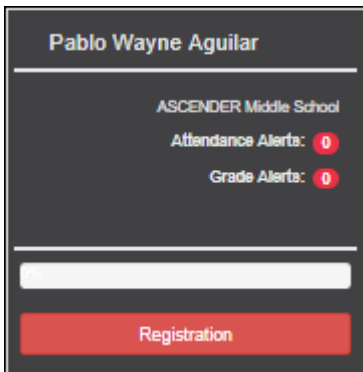 Pablo Wayne Aguilar
ASCENDER Middle School
Attendance Alerts: 0
Grade Alerts: 0
Registration